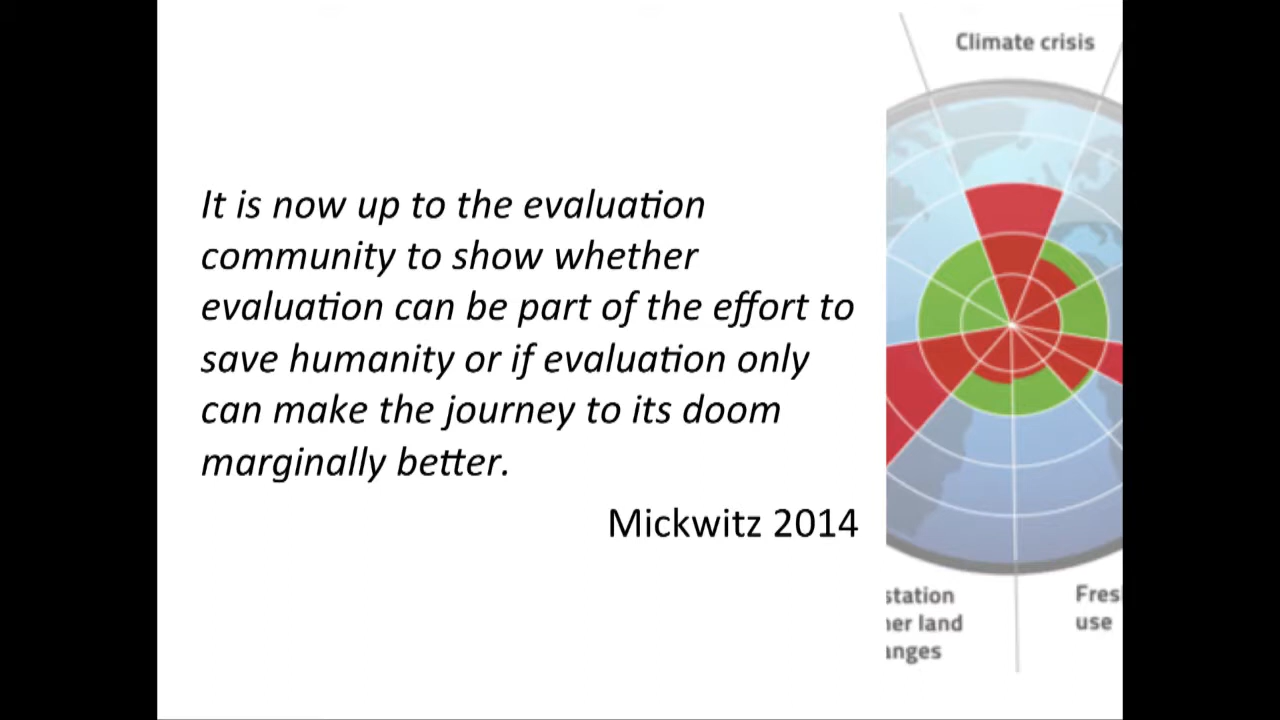 It is now up to the evaluation
community to show whether
evaluation can be part of the effort to
save humanity or if evaluation only
can make the journey to its doom
marginally better.
Mickwitz 2014
Climate crisis
station
ner land
anges
Fres
use